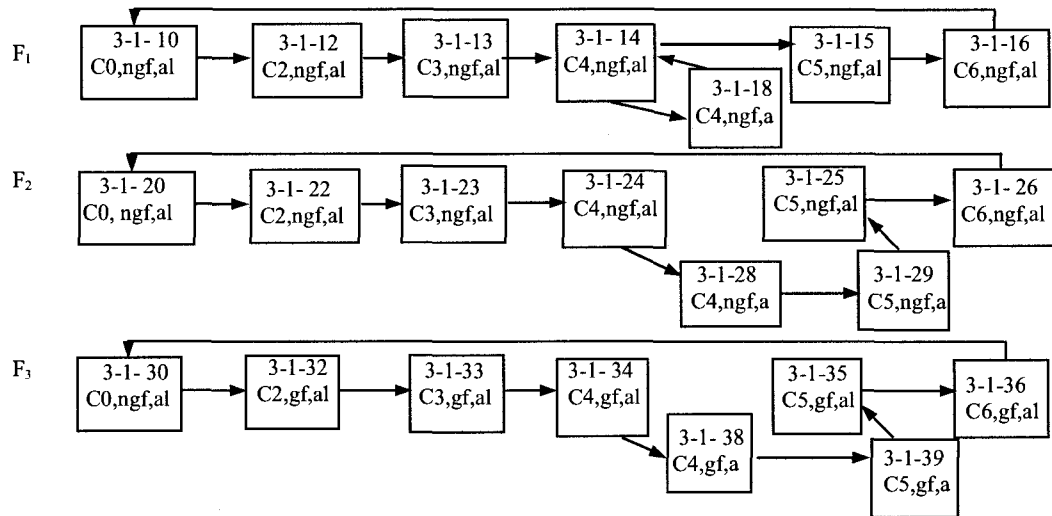 F₁
3-1- 10
C0,ngf,al
3-1-12
C2,ngf,al
3-1-13
C3,ngf,al
3-1- 14
C4,ngf,al
3-1-18
C4,ngf,a
3-1-15
C5,ngf,al
3-1-16
C6,ngf,al
F₂
3-1- 20
C0, ngf,al
3-1- 22
C2,ngf,al
3-1-23
C3,ngf,al
3-1-24
C4,ngf,al
3-1-28
C4,ngf,a
3-1-29
C5,ngf,a
3-1-25
C5,ngf,al
3-1- 26
C6,ngf,al
F₃
3-1- 30
C0,ngf,al
3-1-32
C2,gf,al
3-1-33
C3,gf,al
3-1- 34
C4,gf,al
3-1- 38
C4,gf,a
3-1-39
C5,gf,a
3-1-35
C5,gf,al
3-1-36
C6,gf,al